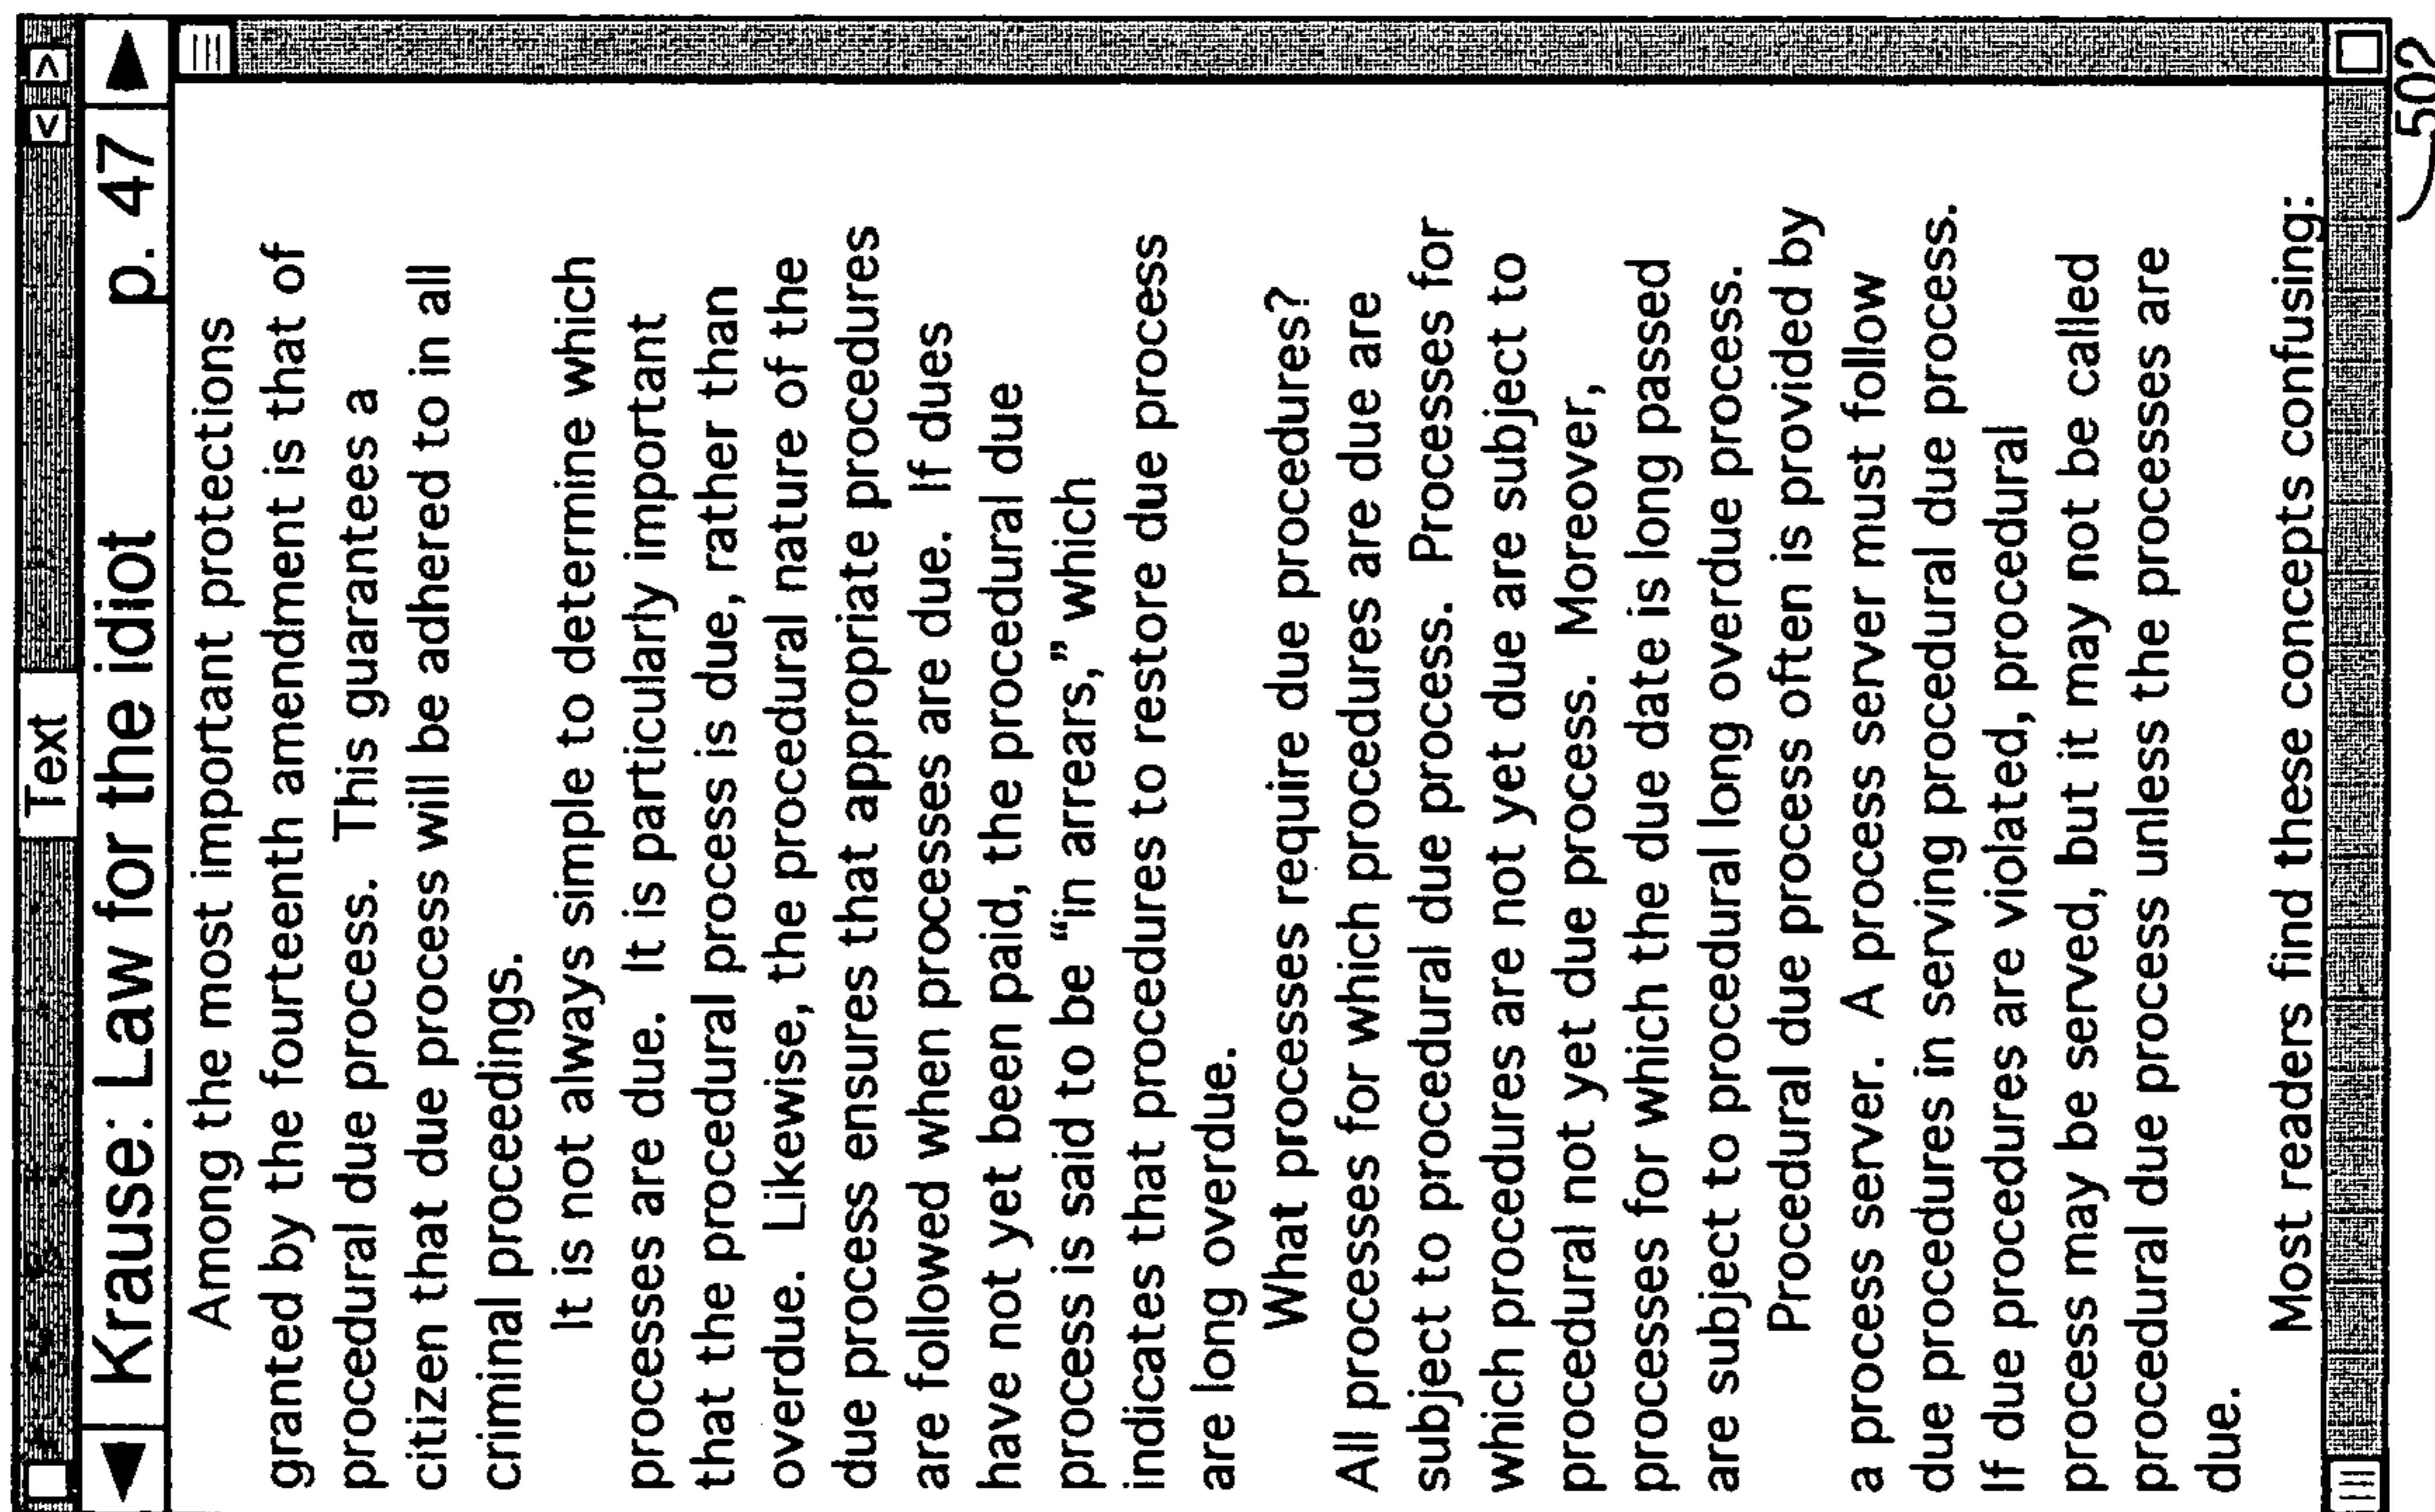 Text
Krause: Law for the idiot p. 47
Among the most important protections
granted by the fourteenth amendment is that of
procedural due process. This guarantees a
citizen that due process will be adhered to in all
criminal proceedings.
It is not always simple to determine which
processes are due. It is particularly important
that the procedural process is due, rather than
overdue. Likewise, the procedural nature of the
due process ensures that appropriate procedures
are followed when processes are due. If dues
have not yet been paid, the procedural due
process is said to be “in arrears,” which
indicates that procedures to restore due process
are long overdue.
What processes require due procedures?
All processes for which procedures are due are
subject to procedural due process. Processes for
which procedures are not yet due are subject to
procedural not yet due process. Moreover,
processes for which the due date is long passed
are subject to procedural long overdue process.
Procedural due process often is provided by
a process server. A process server must follow
due procedures in serving procedural due process.
If due procedures are violated, procedural
process may be served, but it may not be called
procedural due process unless the processes are
due.
Most readers find these concepts confusing:
502